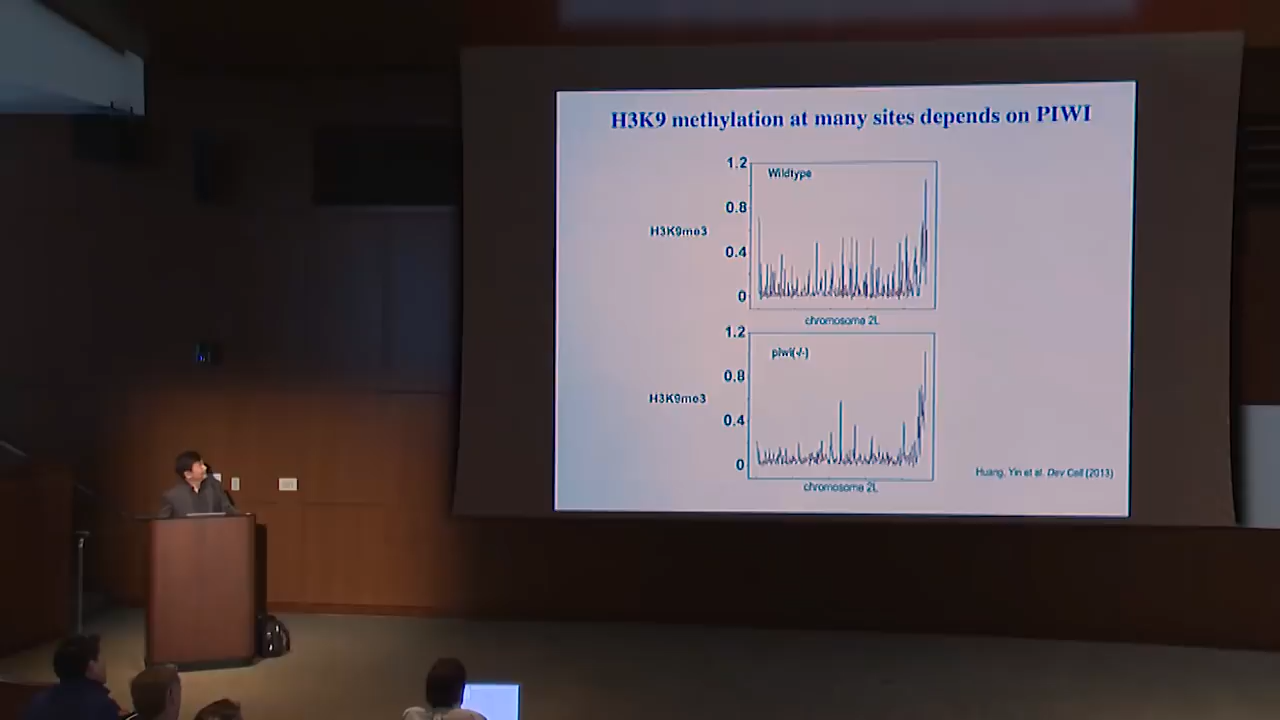 H3K9 methylation at many sites depends on PIWI
1.2
Wildtype
0.8
H3K9me3
0.4
0
chromosome 2L
1.2
piwi(-/-)
0.8
H3K9me3
0.4
0
Huang, Yin et al. Dev Cell (2013)
chromosome 2L